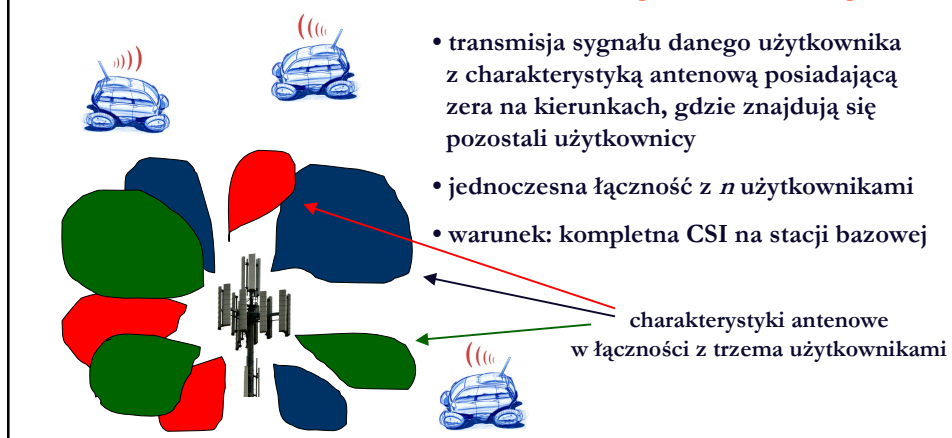 • transmisja sygnału danego użytkownika
z charakterystyką antenową posiadającą
zera na kierunkach, gdzie znajdują się
pozostali użytkownicy
• jednoczesna łączność z n użytkownikami
• warunek: kompletna CSI na stacji bazowej
charakterystyki antenowe
w łączności z trzema użytkownikami